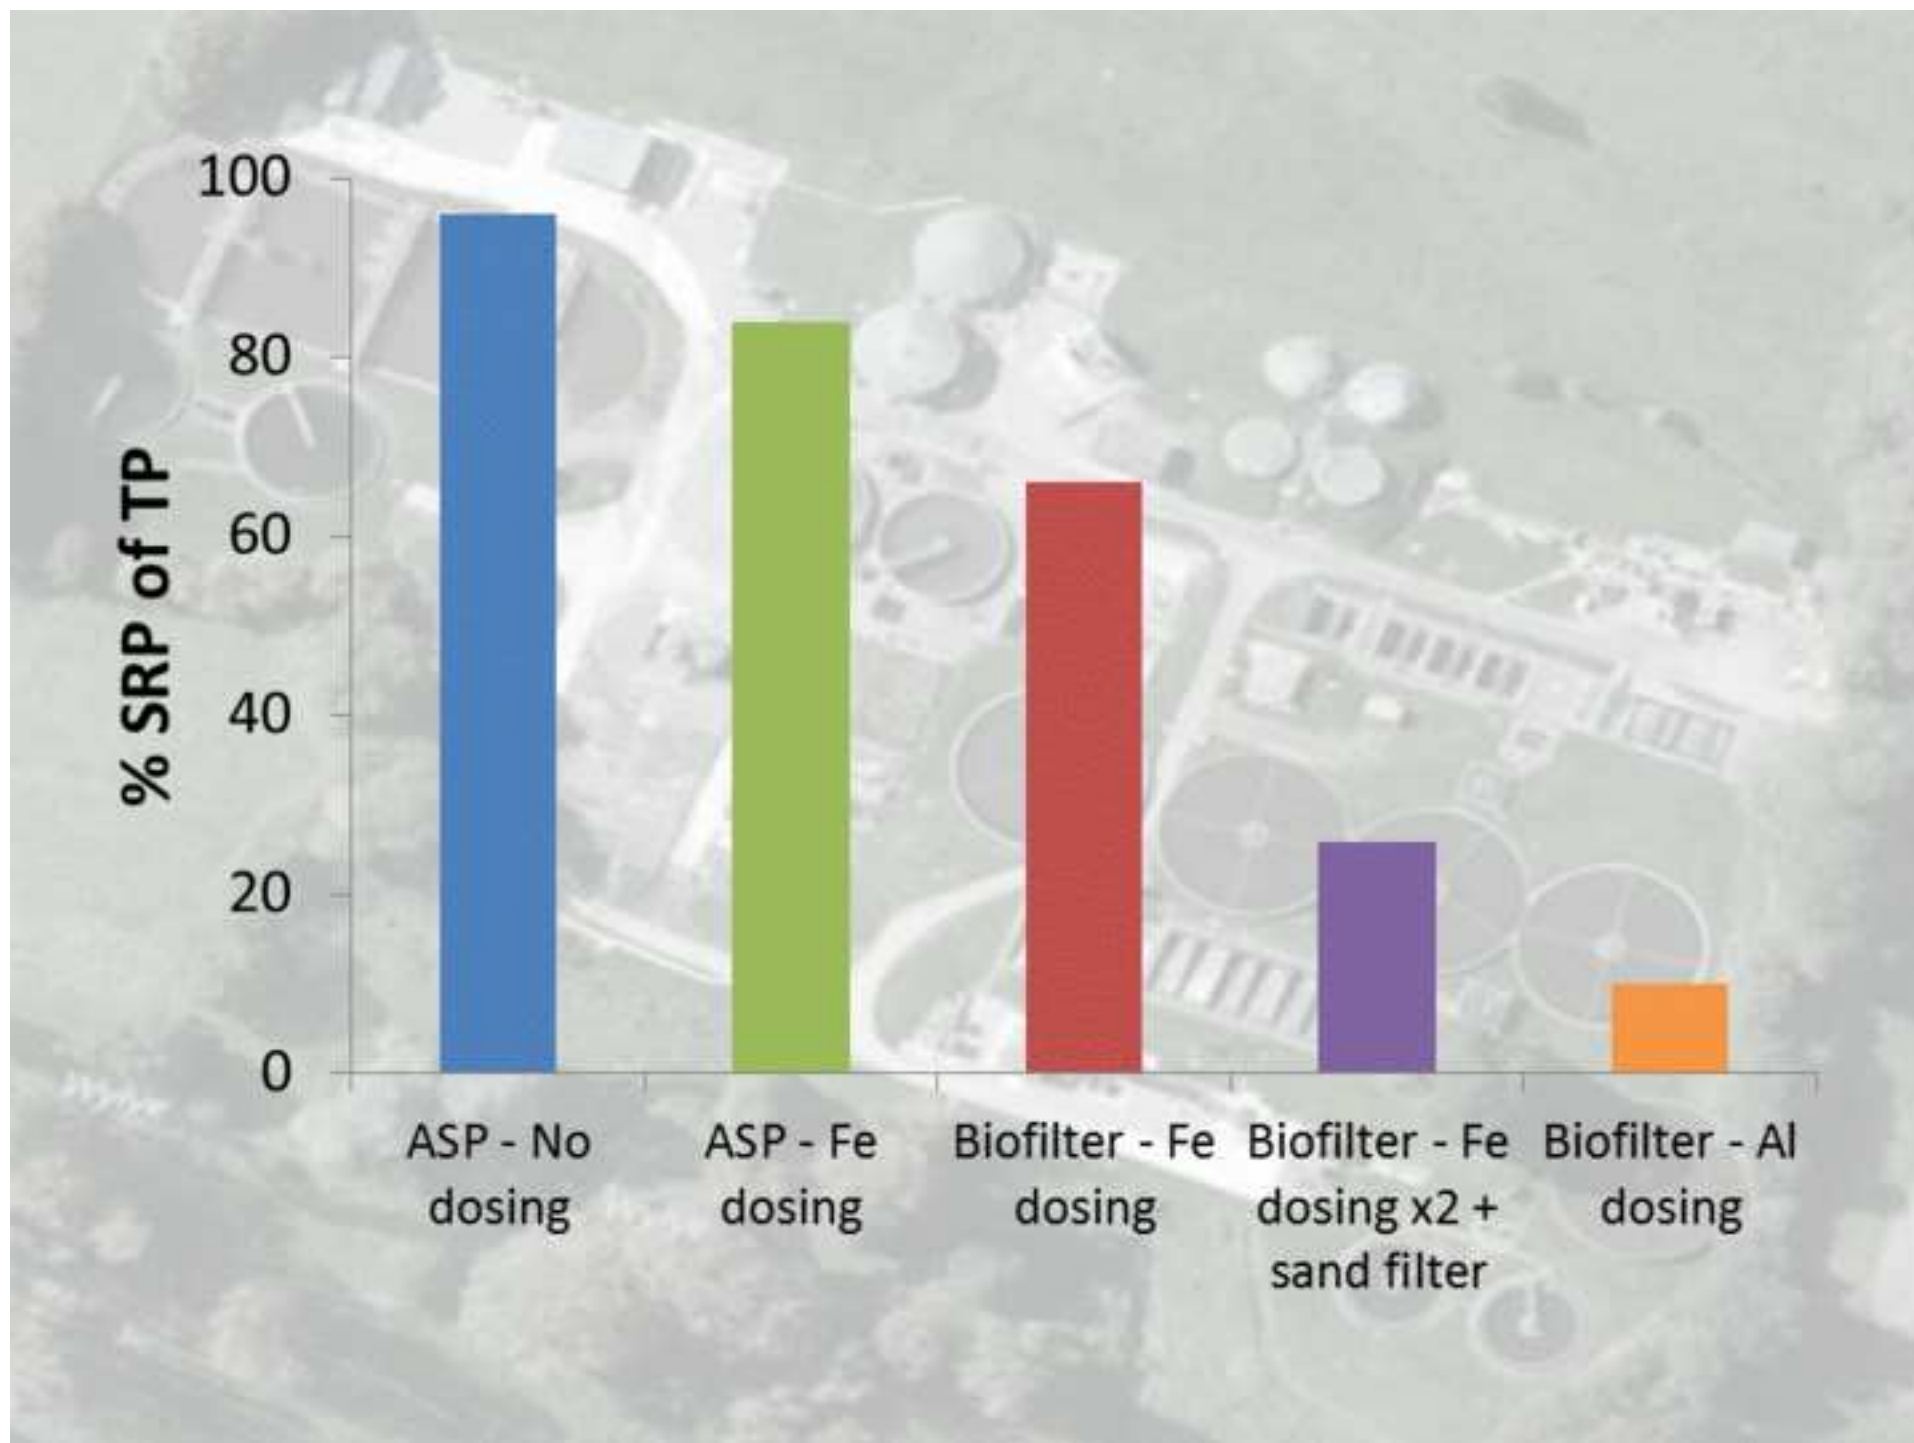 % SRP of TP
100
80
60
40
20
0
ASP - No
dosing
ASP - Fe
dosing
Biofilter - Fe
dosing
Biofilter - Fe
dosing x2 +
sand filter
Biofilter - Al
dosing